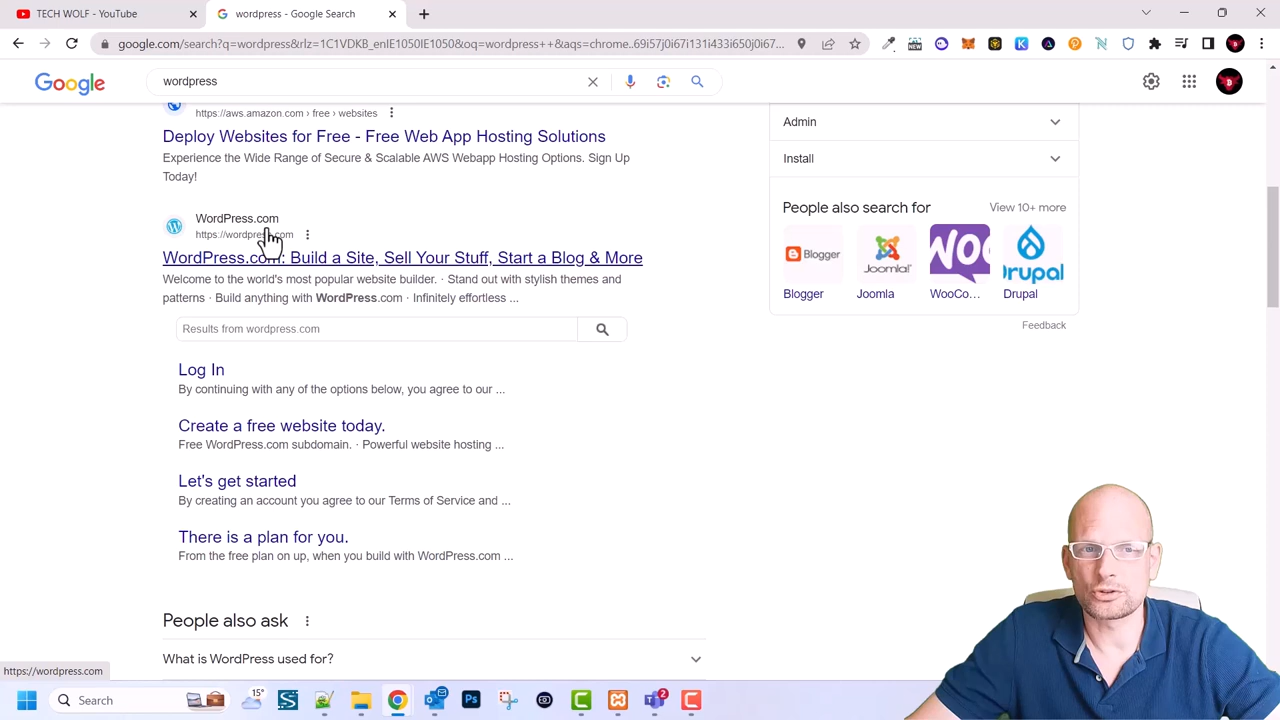 TECH WOLF - YouTube
wordpress - Google Search
google.com/search?q=wordpress&rlz=1C1VDKB_enIE1050IE1050&oq=wordpress+&aqs=chrome..69i57j0i67i131i433i650j0i67...
NEW
Google
wordpress
https://aws.amazon.com › free › websites
Deploy Websites for Free - Free Web App Hosting Solutions
Experience the Wide Range of Secure & Scalable AWS Webapp Hosting Options. Sign Up
Today!
WordPress.com
https://wordpress.com
WordPress.com: Build a Site, Sell Your Stuff, Start a Blog & More
Welcome to the world's most popular website builder. · Stand out with stylish themes and
patterns · Build anything with WordPress.com · Infinitely effortless ...
Results from wordpress.com
Log In
By continuing with any of the options below, you agree to our ...
Create a free website today.
Free WordPress.com subdomain. · Powerful website hosting ...
Let's get started
By creating an account you agree to our Terms of Service and ...
There is a plan for you.
From the free plan on up, when you build with WordPress.com ...
People also ask
What is WordPress used for?
Admin
Install
People also search for
View 10+ more
Blogger
Joomla!
WOO
Drupal
Blogger
Joomla
WooCo...
Drupal
Feedback
https://wordpress.com
Search
15°
2